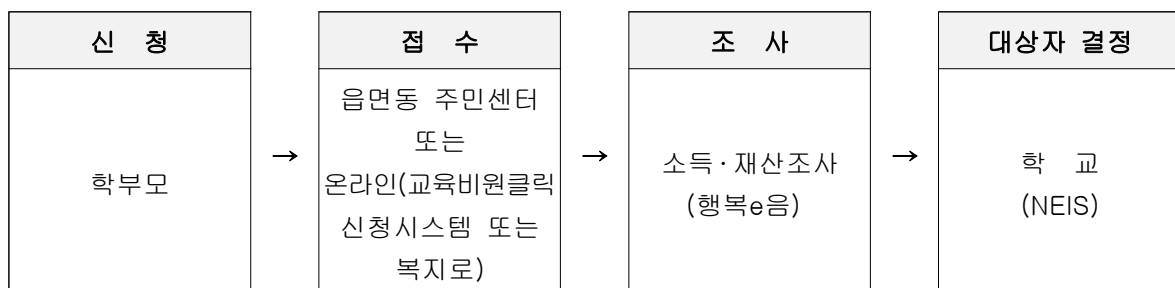 신 청
학부모
→
접 수
읍면동 주민센터
또는
온라인(교육비원클릭
신청시스템 또는
복지로)
→
조 사
소득·재산조사
(행복e음)
→
대상자 결정
학 교
(NEIS)